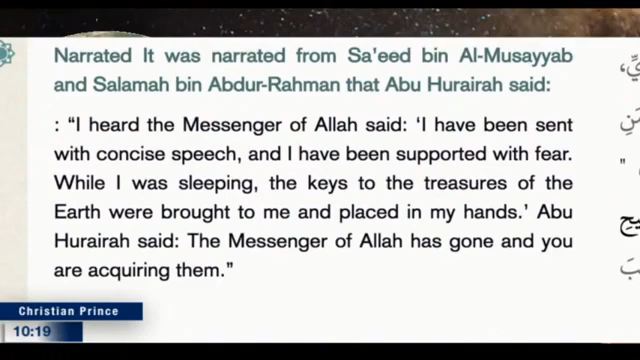 Narrated It was narrated from Sa'eed bin Al-Musayyab
and Salamah bin Abdur-Rahman that Abu Hurairah said:
: "I heard the Messenger of Allah said: 'I have been sent
with concise speech, and I have been supported with fear.
While I was sleeping, the keys to the treasures of the
Earth were brought to me and placed in my hands.' Abu
Hurairah said: The Messenger of Allah has gone and you
are acquiring them."
Christian Prince
10:19